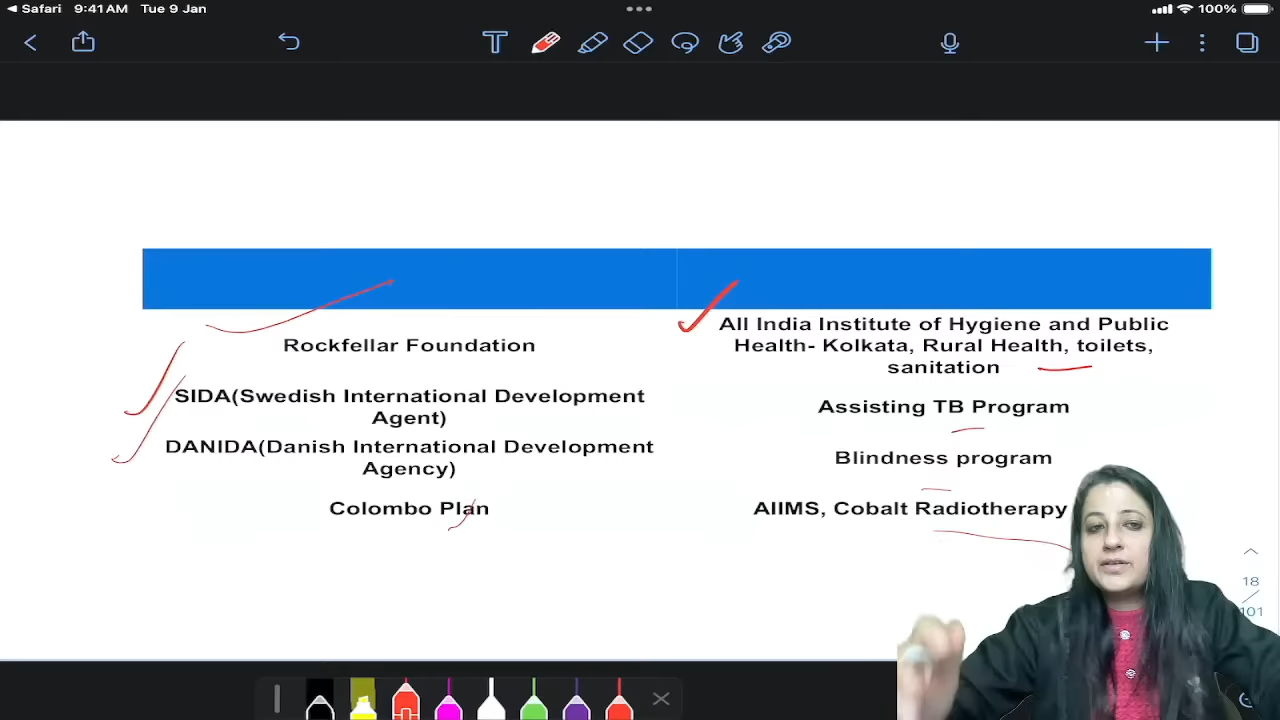 Safari 9:41 AM Tue 9 Jan
100%
T
Rockfellar Foundation
All India Institute of Hygiene and Public
Health- Kolkata, Rural Health, toilets,
sanitation
SIDA(Swedish International Development
Agent)
Assisting TB Program
DANIDA(Danish International Development
Agency)
Blindness program
Colombo Plan
AIIMS, Cobalt Radiotherapy
18
101